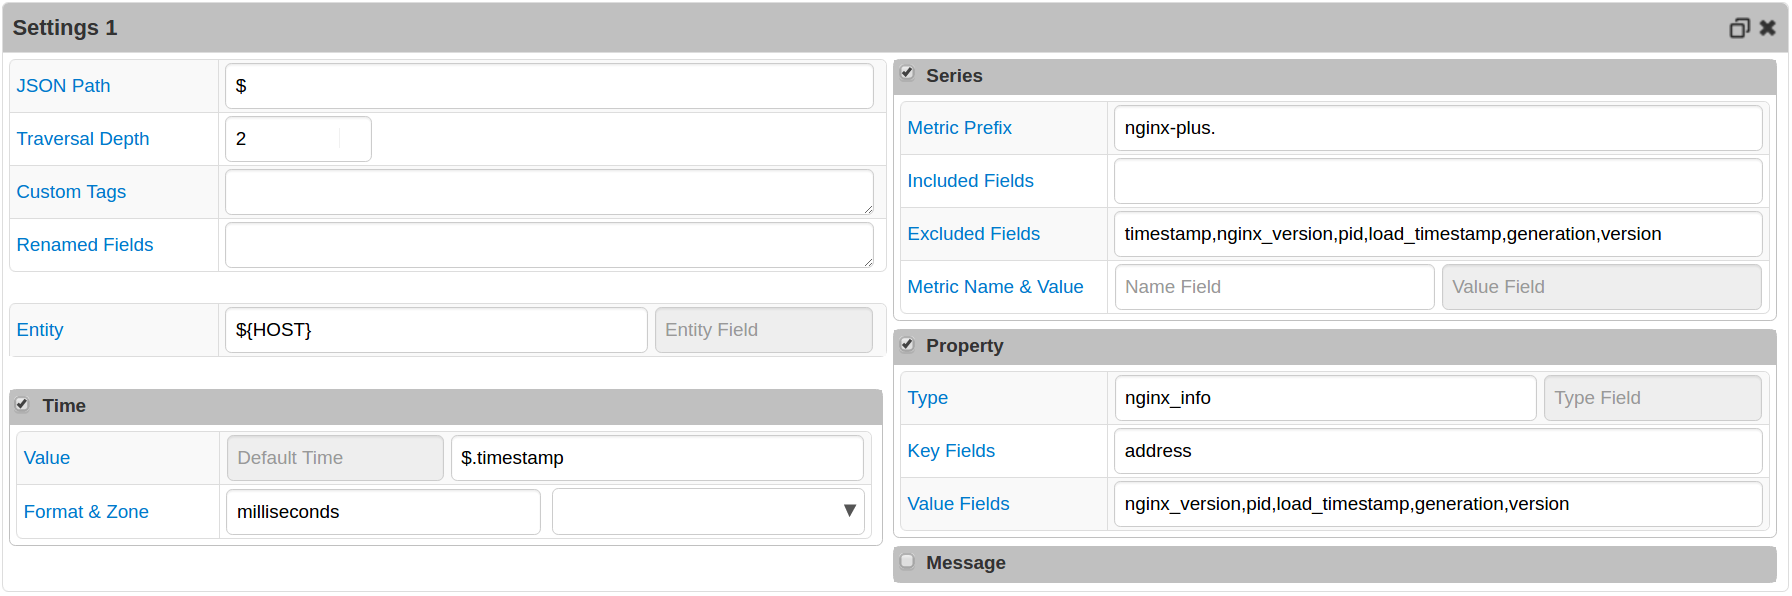 Settings 1
JSON Path $
Traversal Depth 2
Custom Tags
Renamed Fields
Entity ${HOST} Entity Field
Time
Value Default Time $.timestamp
Format & Zone milliseconds
Series
Metric Prefix nginx-plus.
Included Fields
Excluded Fields timestamp,nginx_version,pid,load_timestamp,generation,version
Metric Name & Value Name Field Value Field
Property
Type nginx_info Type Field
Key Fields address
Value Fields nginx_version,pid,load_timestamp,generation,version
Message